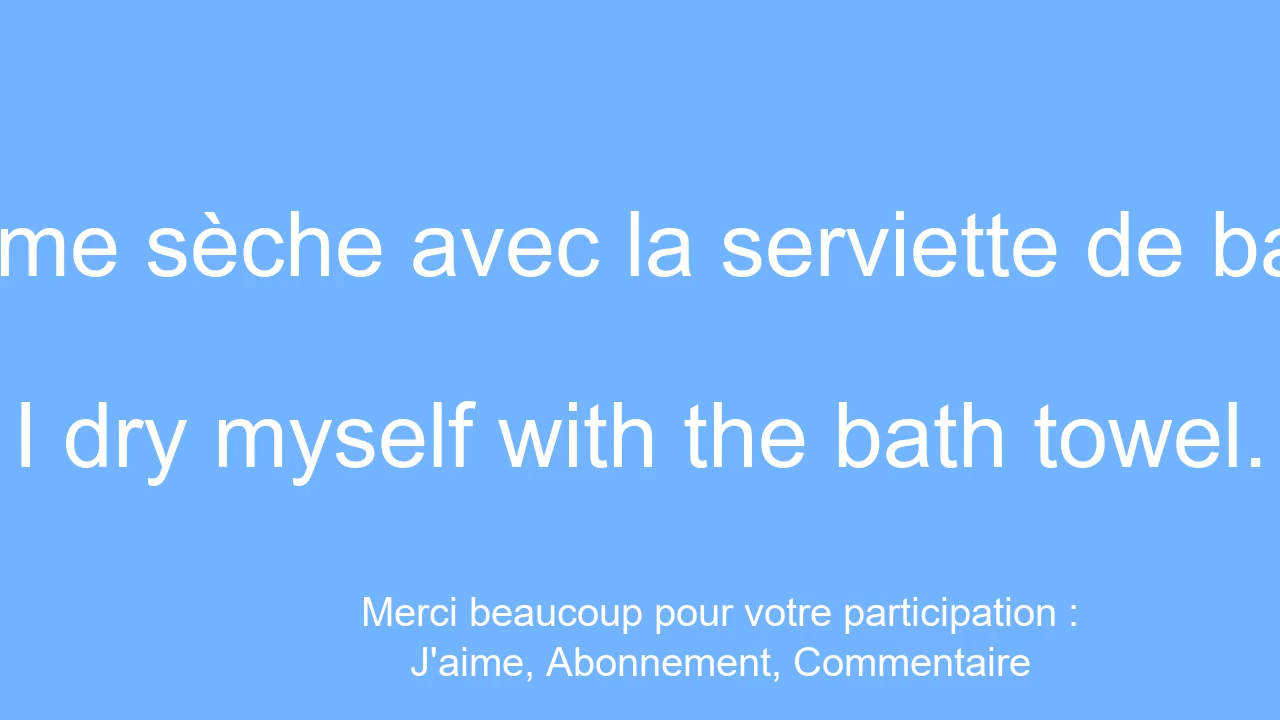 me sèche avec la serviette de
I dry myself with the bath towel.
Merci beaucoup pour votre participation :
J'aime, Abonnement, Commentaire